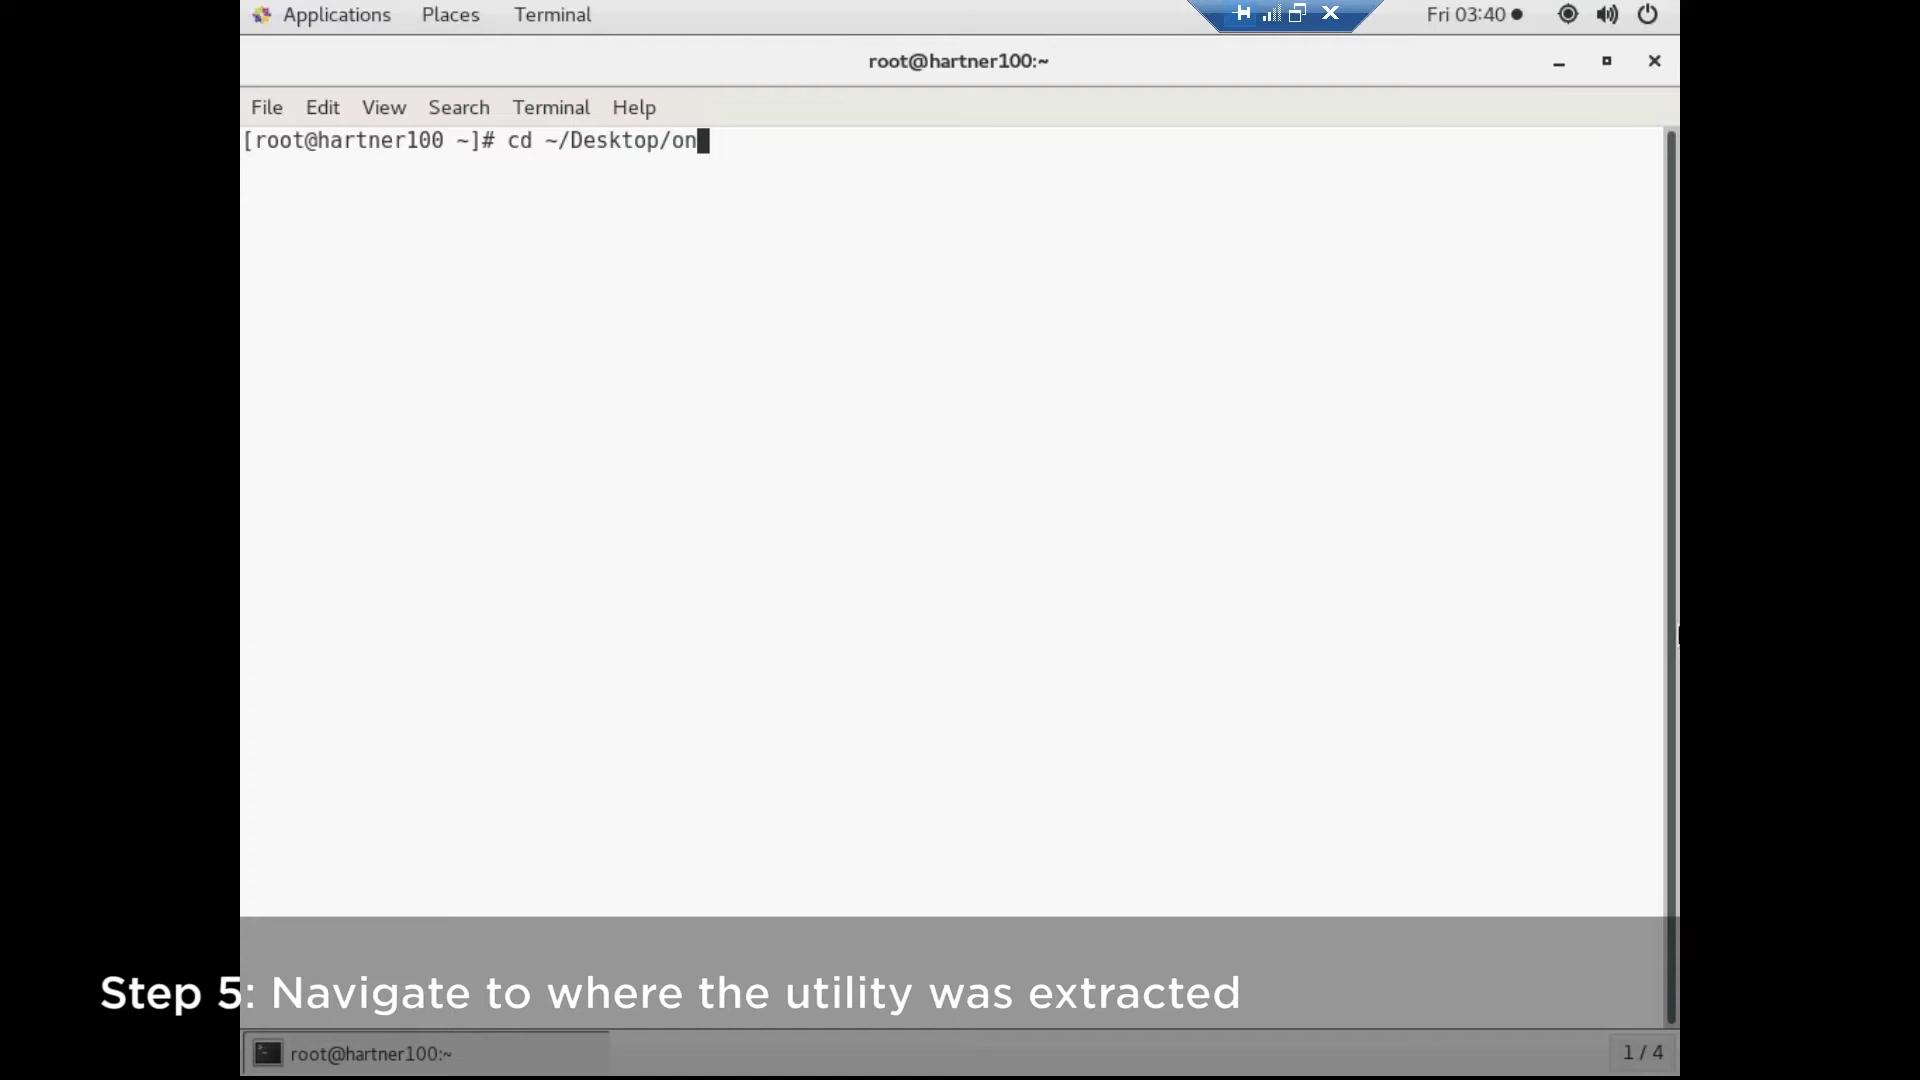 Applications Places Terminal Fri 03:40
root@hartner100:~
File Edit View Search Terminal Help
[root@hartner100 ~]# cd ~/Desktop/on
Step 5: Navigate to where the utility was extracted
root@hartner100:~ 1 / 4